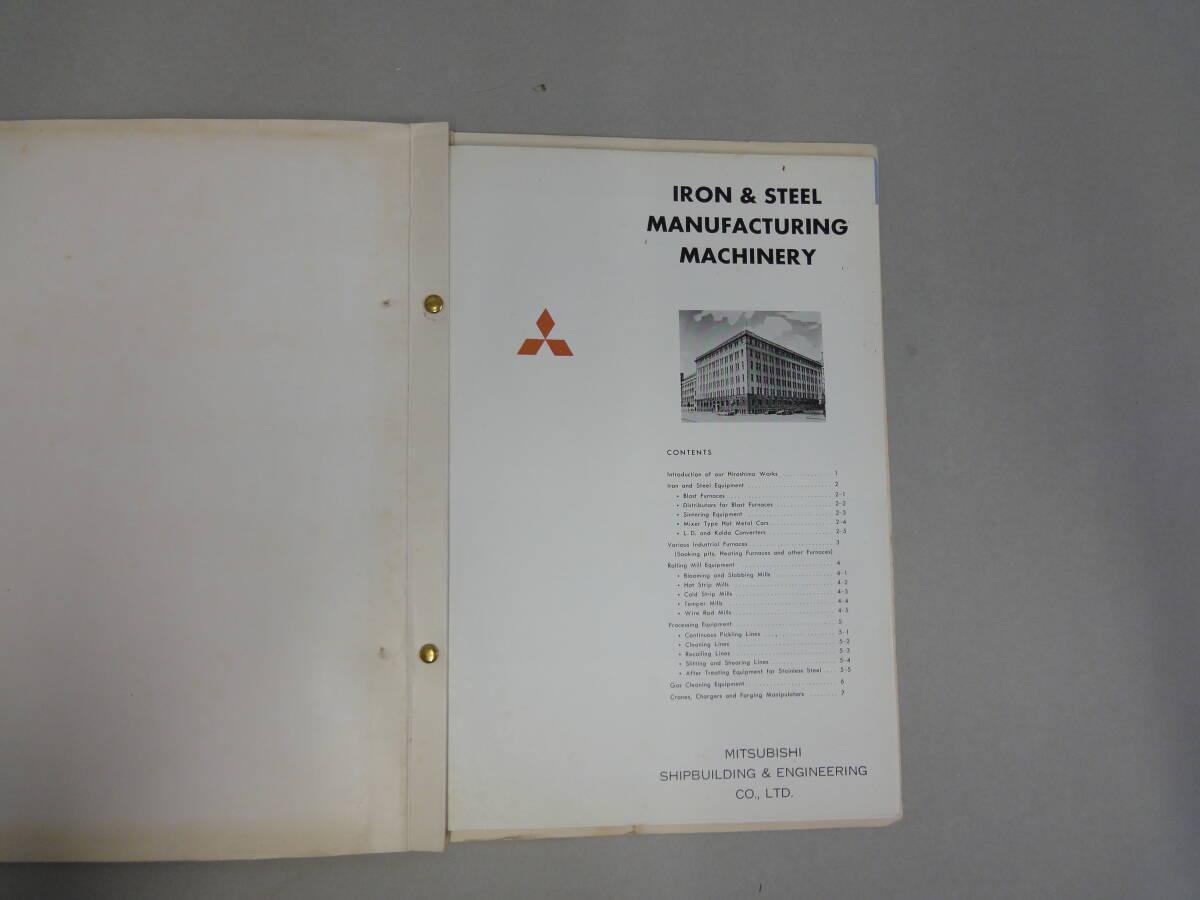 IRON & STEEL
MANUFACTURING
MACHINERY
CONTENTS
Introduction of our Hiroshima Works ............... 1
Iron and Steel Equipment ........................ 2
• Blast Furnaces ............................. 2-1
• Distributors for Blast Furnaces ................ 2-2
• Sintering Equipment ........................ 2-3
• Mixer Type Hot Metal Cars ................... 2-4
• L. D. and Kaldo Converters ................... 2-5
Various Industrial Furnaces ....................... 3
(Soaking pits, Heating Furnaces and other Furnaces)
Rolling Mill Equipment .......................... 4
• Blooming and Slabbing Mills .................. 4-1
• Hot Strip Mills ............................. 4-2
• Cold Strip Mills ............................ 4-3
• Temper Mills .............................. 4-4
• Wire Rod Mills ............................ 4-5
Processing Equipment ........................... 5
• Continuous Pickling Lines .................... 5-1
• Cleaning Lines ............................ 5-2
• Recoiling Lines ............................ 5-3
• Slitting and Shearing Lines ................... 5-4
• After Treating Equipment for Stainless Steel .... 5-5
Gas Cleaning Equipment ......................... 6
Cranes, Chargers and Forging Manipulators ........ 7
MITSUBISHI
SHIPBUILDING & ENGINEERING
CO., LTD.